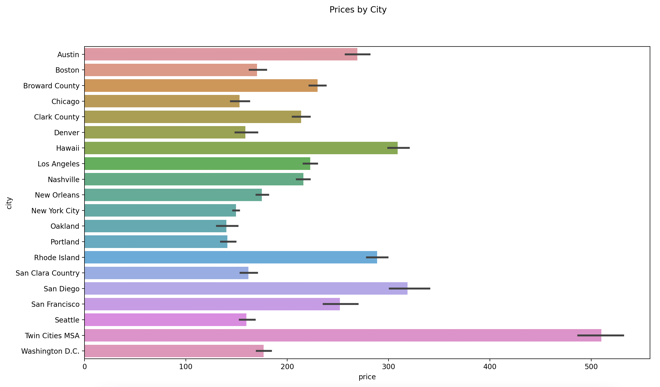 Prices by City
Austin
Boston
Broward County
Chicago
Clark County
Denver
Hawaii
Los Angeles
Nashville
New Orleans
New York City
Oakland
Portland
Rhode Island
San Clara Country
San Diego
San Francisco
Seattle
Twin Cities MSA
Washington D.C.
city
0 100 200 300 400 500
price